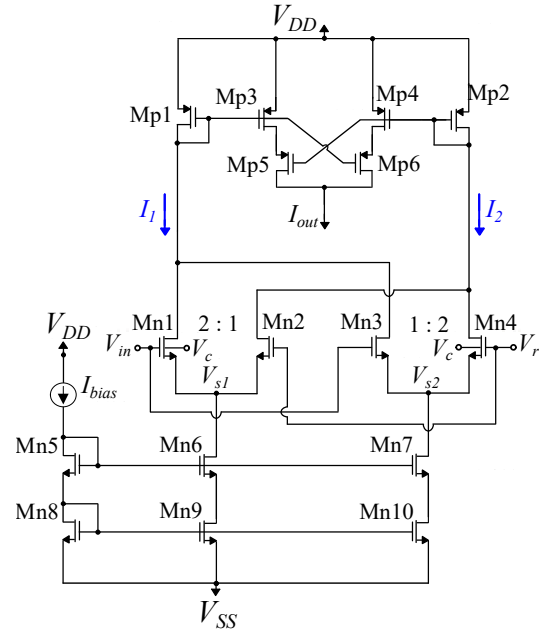 V_DD
Mp1 Mp3 Mp4 Mp2
Mp5 Mp6
I_1 I_out I_2
Mn1 2 : 1 Mn2 Mn3 1 : 2 Mn4
V_DD V_in V_c V_c V_r
V_s1 V_s2
I_bias
Mn5 Mn6 Mn7
Mn8 Mn9 Mn10
V_SS